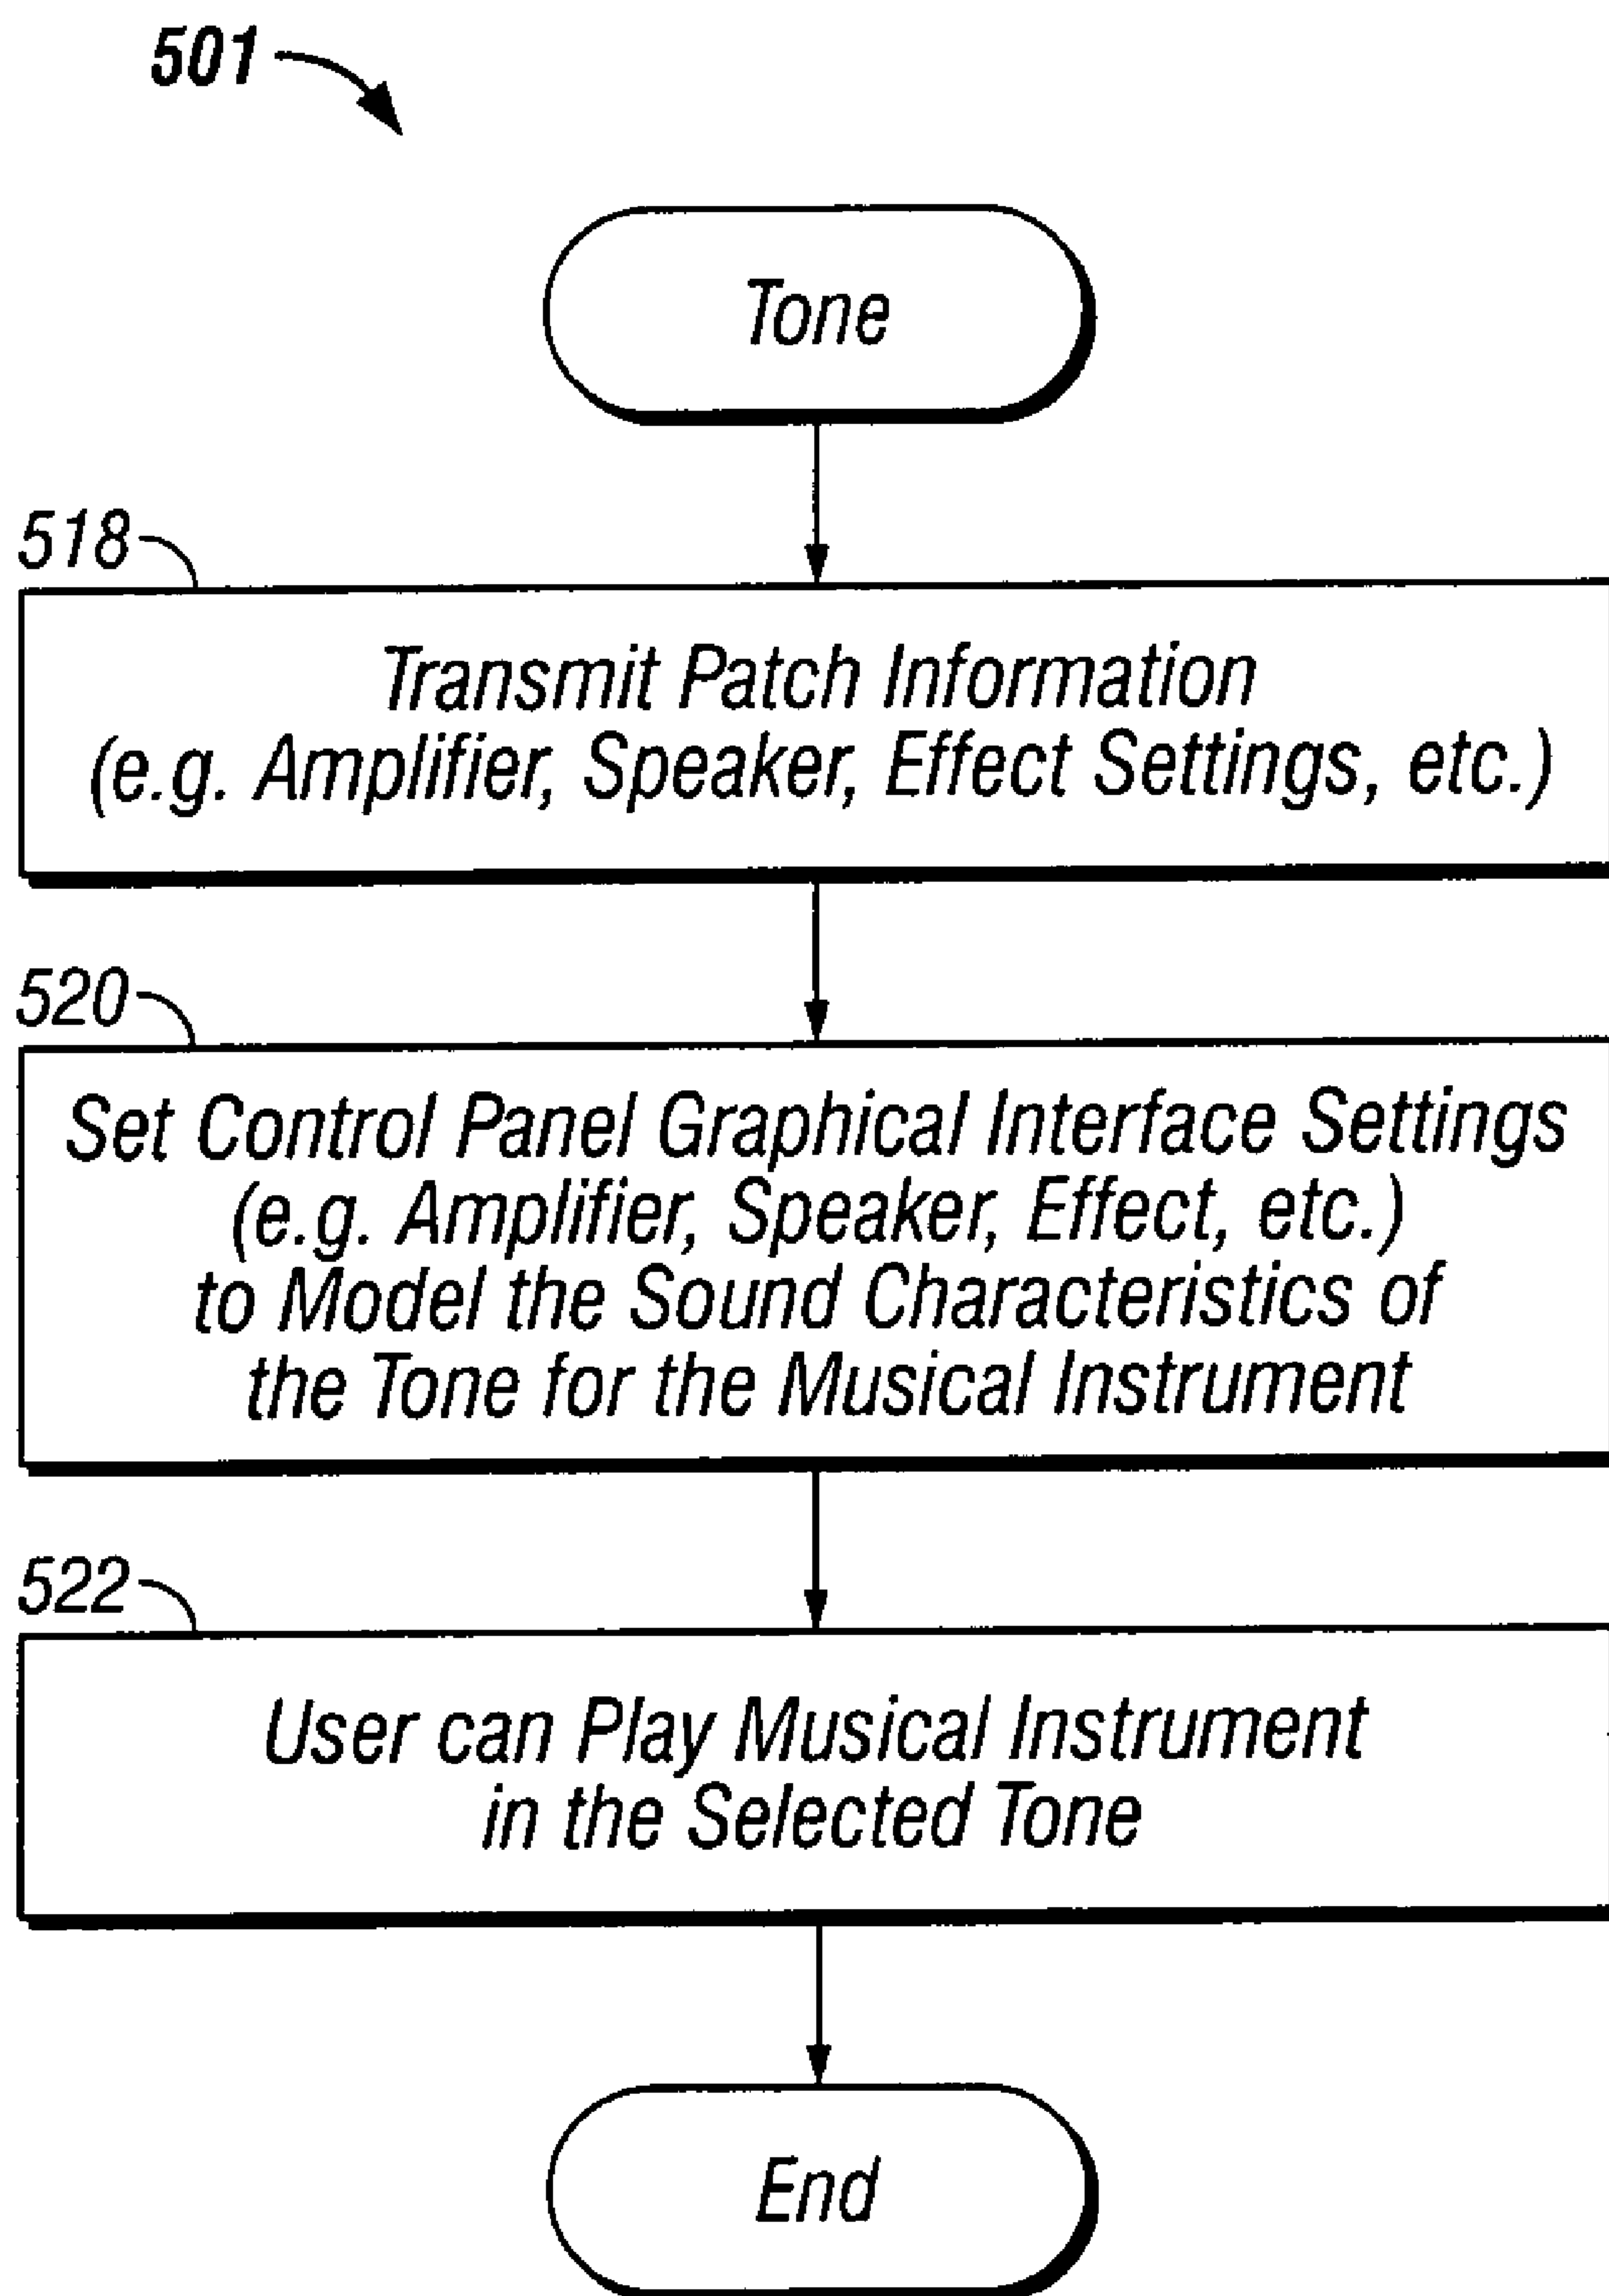 501
Tone
518
Transmit Patch Information
(e.g. Amplifier, Speaker, Effect Settings, etc.)
520
Set Control Panel Graphical Interface Settings
(e.g. Amplifier, Speaker, Effect, etc.)
to Model the Sound Characteristics of
the Tone for the Musical Instrument
522
User can Play Musical Instrument
in the Selected Tone
End